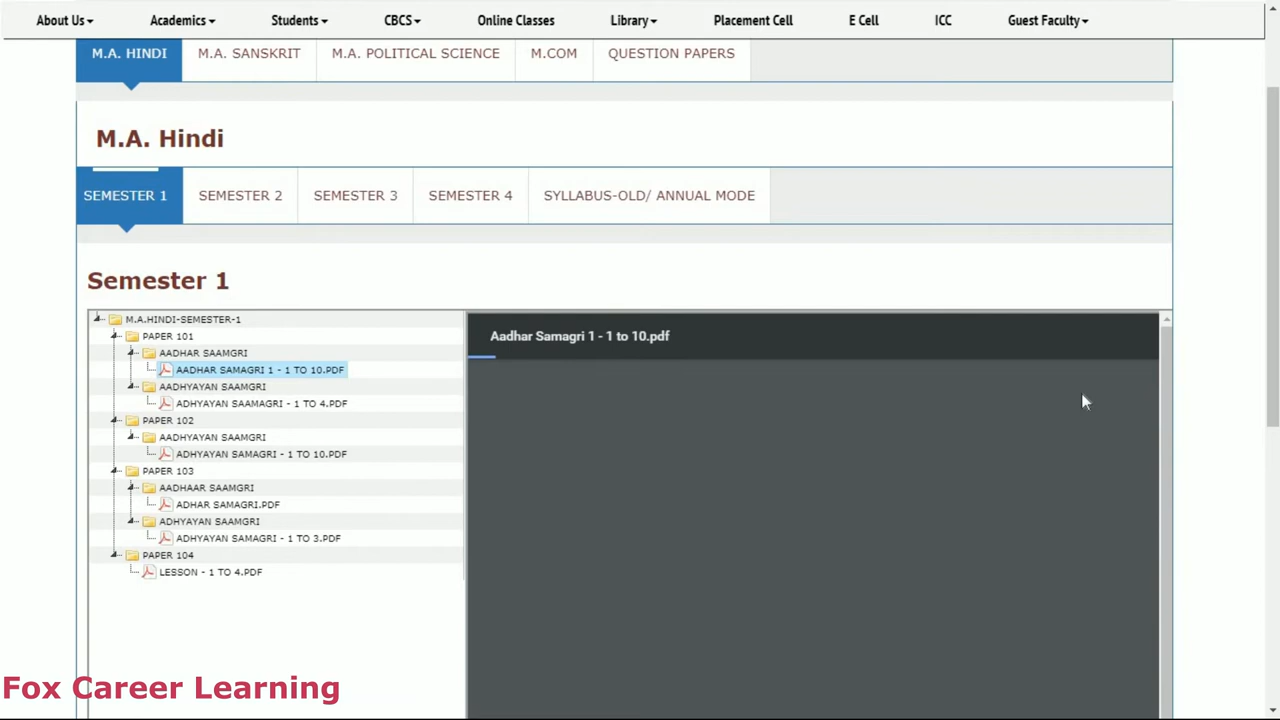 About Us Academics Students CBCS Online Classes Library Placement Cell E Cell ICC Guest Faculty
M.A. HINDI M.A. SANSKRIT M.A. POLITICAL SCIENCE M.COM QUESTION PAPERS
M.A. Hindi
SEMESTER 1 SEMESTER 2 SEMESTER 3 SEMESTER 4 SYLLABUS-OLD/ ANNUAL MODE
Semester 1
M.A.HINDI-SEMESTER-1
PAPER 101
AADHAR SAAMGRI
AADHAR SAMAGRI 1 - 1 TO 10.PDF
AADHYAYAN SAAMGRI
ADHYAYAN SAAMAGRI - 1 TO 4.PDF
PAPER 102
AADHYAYAN SAAMGRI
ADHYAYAN SAMAGRI - 1 TO 10.PDF
PAPER 103
AADHAAR SAAMGRI
ADHAR SAMAGRI.PDF
ADHYAYAN SAAMGRI
ADHYAYAN SAMAGRI - 1 TO 3.PDF
PAPER 104
LESSON - 1 TO 4.PDF
Aadhar Samagri 1 - 1 to 10.pdf
Fox Career Learning